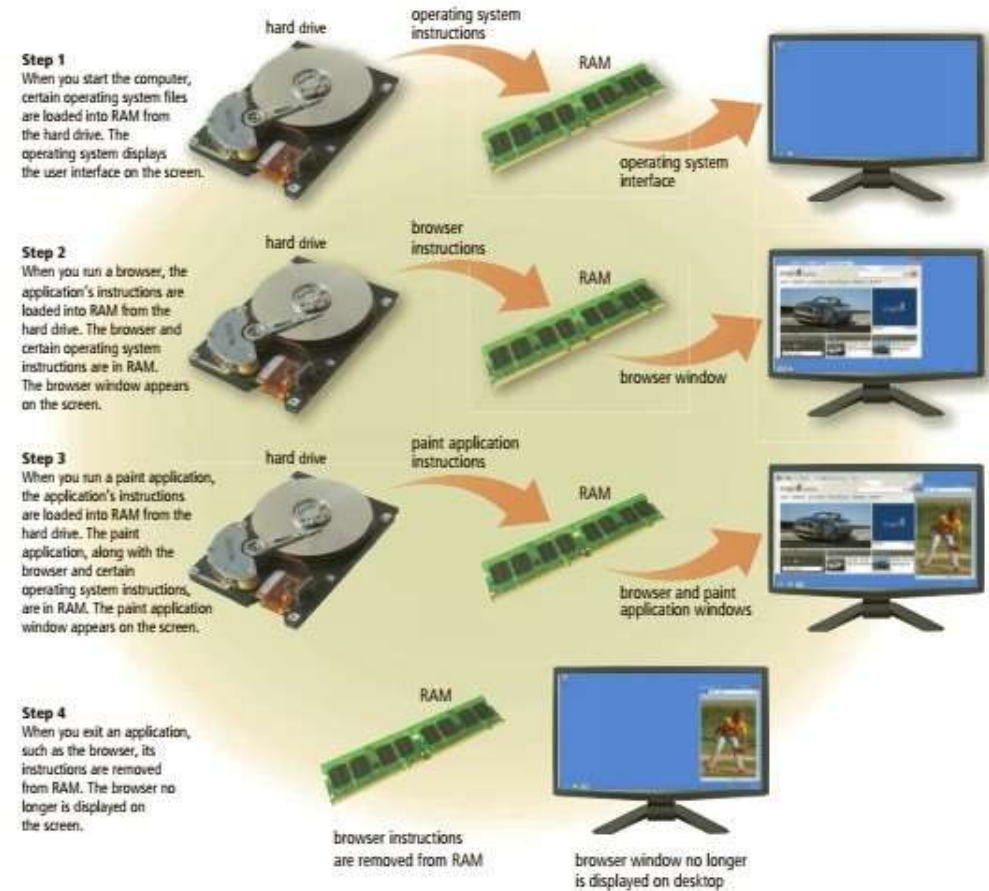 hard drive
operating system
instructions
RAM
operating system
interface
Step 1
When you start the computer,
certain operating system files
are loaded into RAM from
the hard drive. The
operating system displays
the user interface on the screen.
hard drive
browser
instructions
RAM
browser window
Step 2
When you run a browser, the
application's instructions are
loaded into RAM from the
hard drive. The browser and
certain operating system
instructions are in RAM.
The browser window appears
on the screen.
hard drive
paint application
instructions
RAM
browser and paint
application windows
Step 3
When you run a paint application,
the application's instructions
are loaded into RAM from the
hard drive. The paint
application, along with the
browser and certain
operating system instructions,
are in RAM. The paint application
window appears on the screen.
RAM
Step 4
When you exit an application,
such as the browser, its
instructions are removed
from RAM. The browser no
longer is displayed on
the screen.
browser instructions
are removed from RAM
browser window no longer
is displayed on desktop